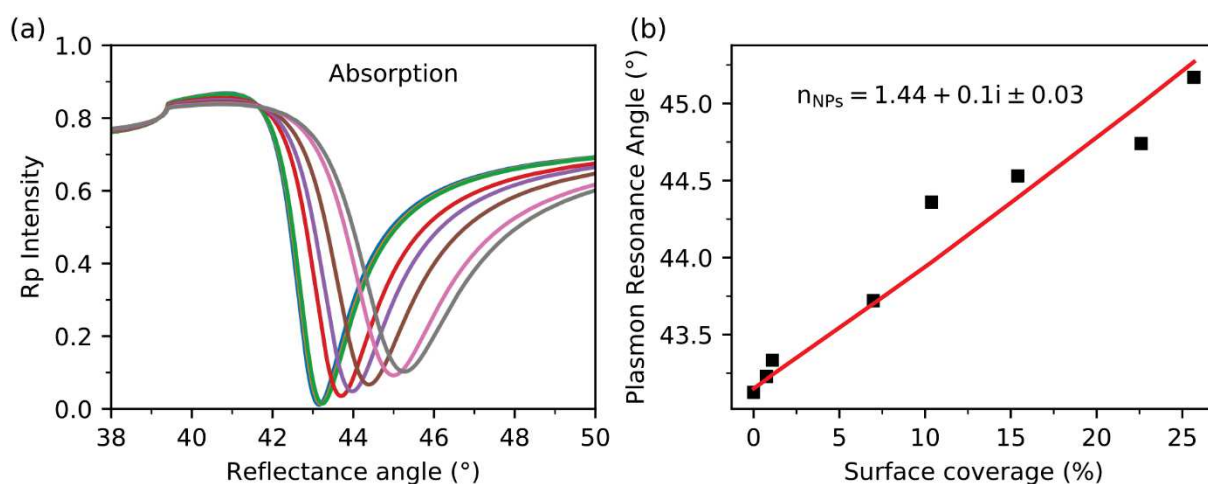 (a)
Absorption
Rp Intensity
1.0
0.8
0.6
0.4
0.2
0.0
38
40
42
44
46
48
50
Reflectance angle (°)
(b)
n_NPs = 1.44 + 0.1i ± 0.03
Plasmon Resonance Angle (°)
45.0
44.5
44.0
43.5
0
5
10
15
20
25
Surface coverage (%)